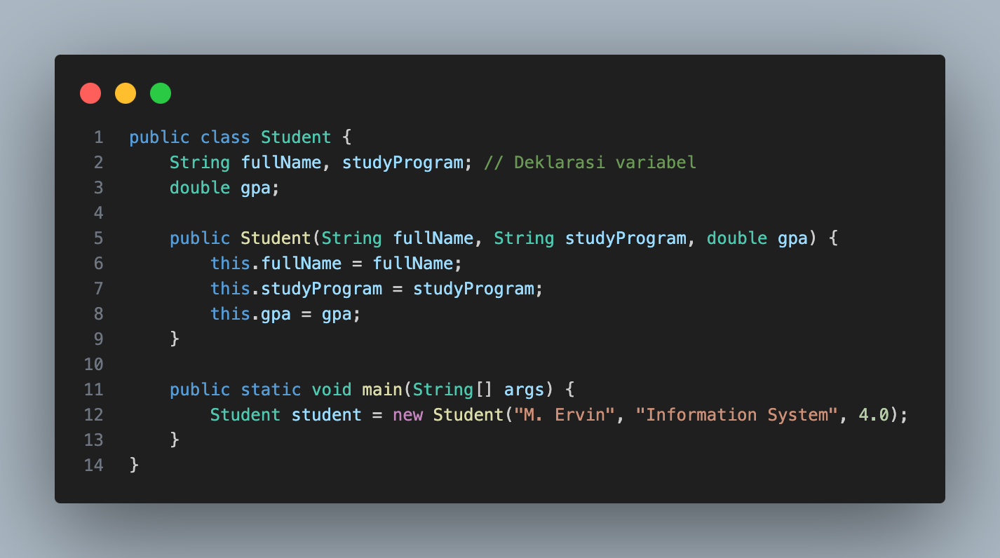 1 public class Student {
2     String fullName, studyProgram; // Deklarasi variabel
3     double gpa;
4
5     public Student(String fullName, String studyProgram, double gpa) {
6         this.fullName = fullName;
7         this.studyProgram = studyProgram;
8         this.gpa = gpa;
9     }
10
11     public static void main(String[] args) {
12         Student student = new Student("M. Ervin", "Information System", 4.0);
13     }
14 }